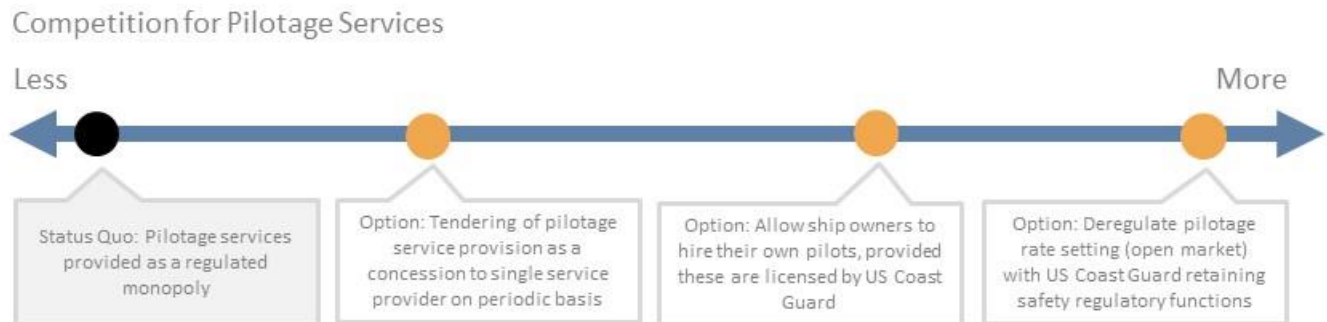 Competition for Pilotage Services
Less
More
Status Quo: Pilotage services
provided as a regulated
monopoly
Option: Tendering of pilotage
service provision as a
concession to single service
provider on periodic basis
Option: Allow ship owners to
hire their own pilots, provided
these are licensed by US Coast
Guard
Option: Deregulate pilotage
rate setting (open market)
with US Coast Guard retaining
safety regulatory functions